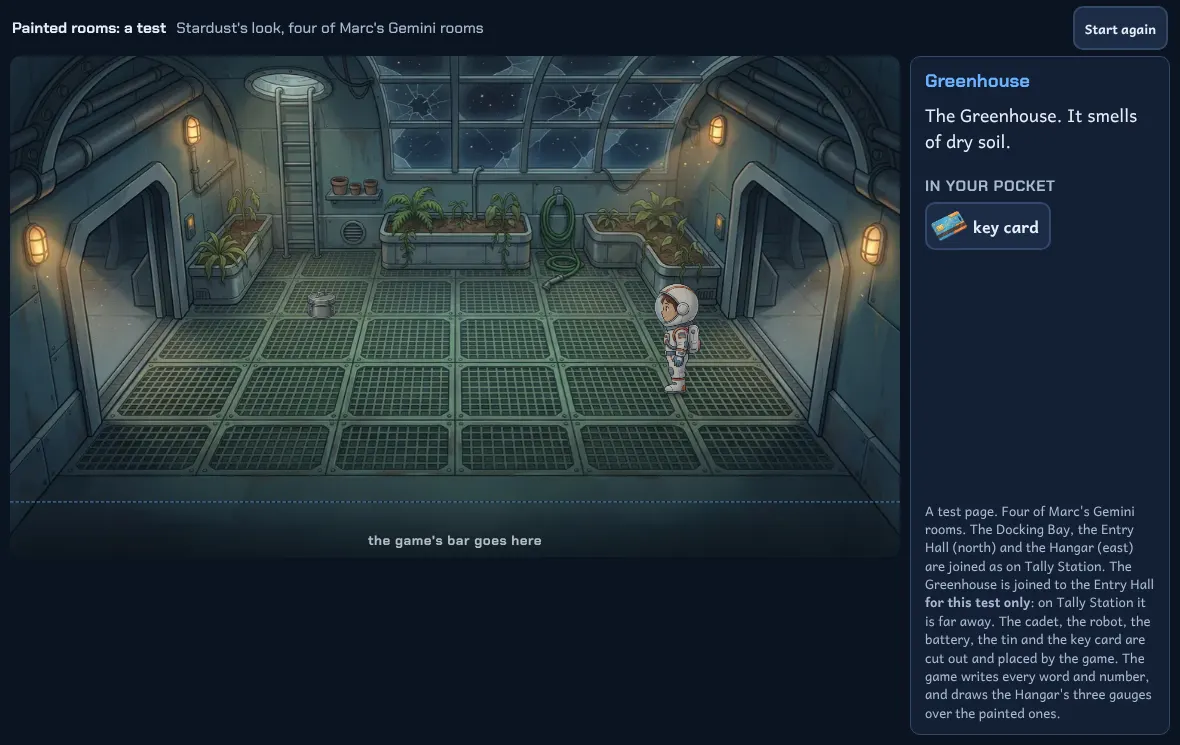 Painted rooms: a test Stardust's look, four of Marc's Gemini rooms
Start again
Greenhouse
The Greenhouse. It smells
of dry soil.
IN YOUR POCKET
key card
the game's bar goes here
A test page. Four of Marc's Gemini
rooms. The Docking Bay, the Entry
Hall (north) and the Hangar (east)
are joined as on Tally Station. The
Greenhouse is joined to the Entry Hall
for this test only: on Tally Station it
is far away. The cadet, the robot, the
battery, the tin and the key card are
cut out and placed by the game. The
game writes every word and number,
and draws the Hangar's three gauges
over the painted ones.